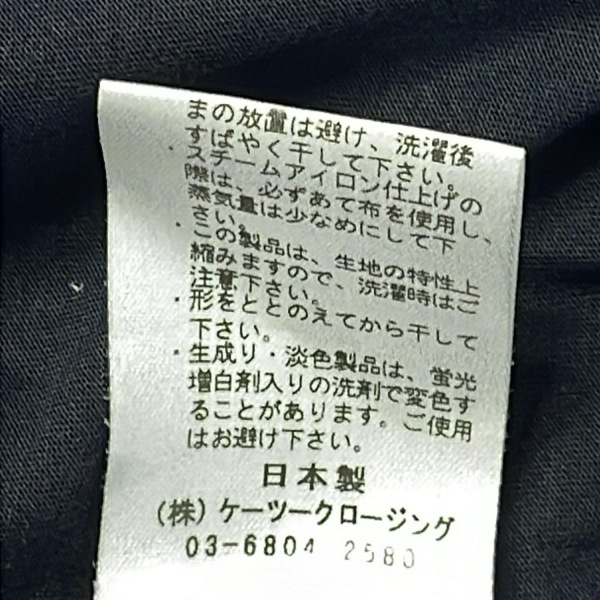 まの放置は避け、洗濯後
すばやく干して下さい。
・スチームアイロン仕上げの
際は、必ずあて布を使用し、
蒸気量は少なめにして下
さい。
・この製品は、生地の特性上
縮みますので、洗濯時はご
注意下さい。
・形をととのえてから干して
下さい。
・生成り・淡色製品は、蛍光
増白剤入りの洗剤で変色す
ることがあります。ご使用
はお避け下さい。
日本製
(株)ケーツークロージング
03-6804 2580